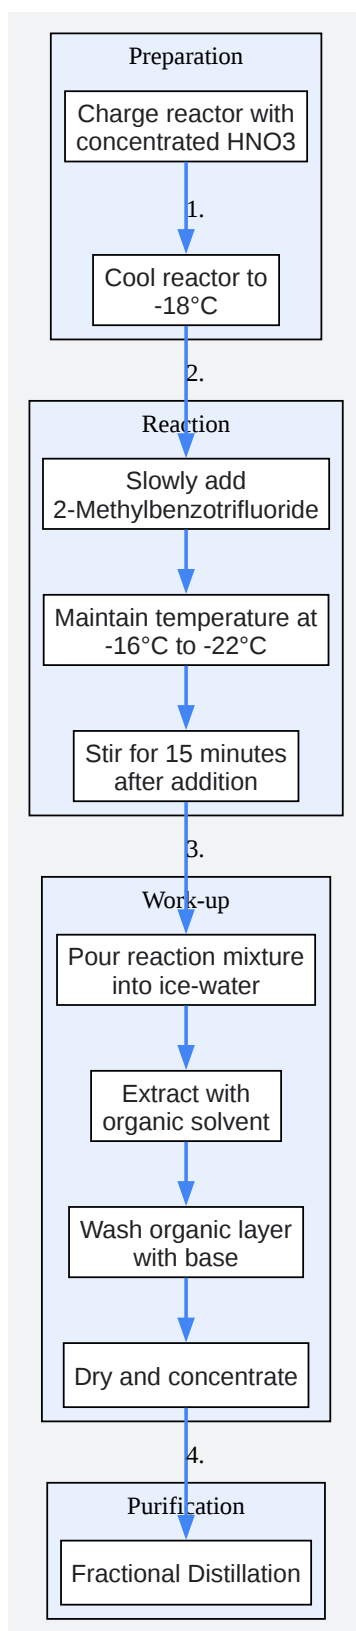 Preparation
Charge reactor with
concentrated HNO3
1.
Cool reactor to
-18°C
2.
Reaction
Slowly add
2-Methylbenzotrifluoride
Maintain temperature at
-16°C to -22°C
Stir for 15 minutes
after addition
3.
Work-up
Pour reaction mixture
into ice-water
Extract with
organic solvent
Wash organic layer
with base
Dry and concentrate
4.
Purification
Fractional Distillation